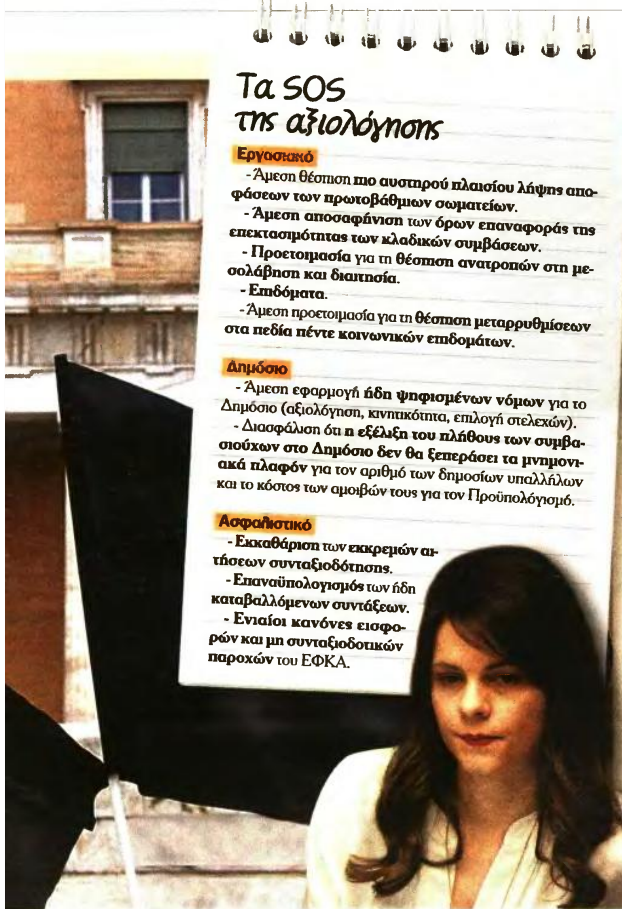 Τα SOS
της αξιολόγησης
Εργασιακό
- Άμεση θέσπιση πιο αυστηρού πλαισίου λήψης απο-
φάσεων των πρωτοβάθμιων σωματείων.
- Άμεση αποσαφήνιση των όρων επαναφοράς της
επεκτασιμότητας των κλαδικών συμβάσεων.
- Προετοιμασία για τη θέσπιση ανατροπών στη με-
σολάβηση και διαιτησία.
- Επιδόματα.
- Άμεση προετοιμασία για τη θέσπιση μεταρρυθμίσεων
στα πεδία πέντε κοινωνικών επιδομάτων.
Δημόσιο
- Άμεση εφαρμογή ήδη ψηφισμένων νόμων για το
Δημόσιο (αξιολόγηση, κινητικότητα, επιλογή στελεχών).
- Διασφάλιση ότι η εξέλιξη του πλήθους των συμβα-
σιούχων στο Δημόσιο δεν θα ξεπεράσει τα μνημονι-
ακά πλαφόν για τον αριθμό των δημοσίων υπαλλήλων
και το κόστος των αμοιβών τους για τον Προϋπολόγισμό.
Ασφαλιστικό
- Εκκαθάριση των εκκρεμών αι-
τήσεων συνταξιοδότησης.
- Επαναϋπολογισμός των ήδη
καταβαλλόμενων συντάξεων.
- Ενιαίοι κανόνες εισφο-
ρών και μη συνταξιοδοτικών
παροχών του ΕΦΚΑ.